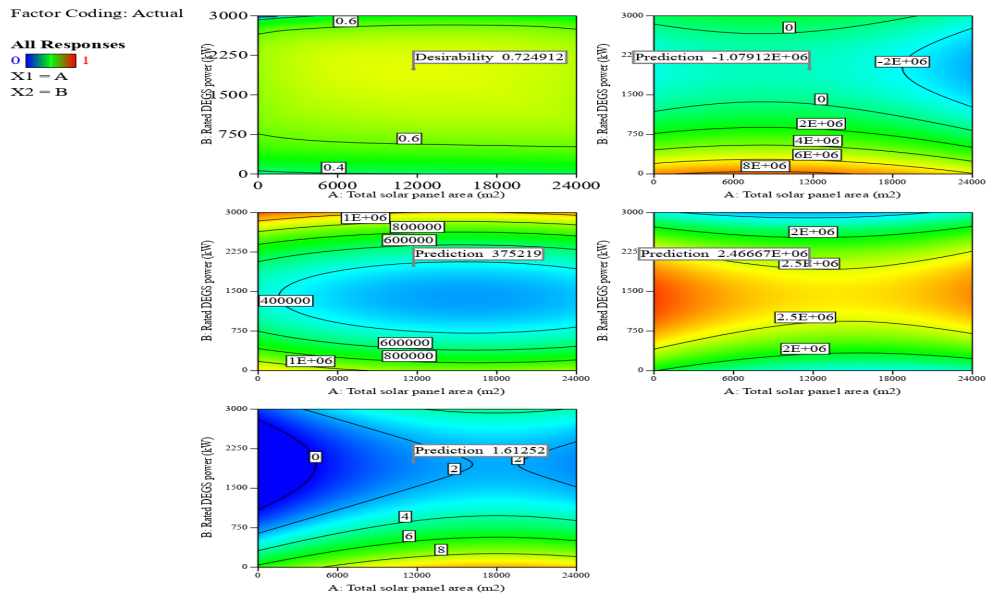 Factor Coding: Actual
All Responses
0 1
X1 = A
X2 = B
B: Rated DEGS power (kW)
3000
2250
1500
750
0
0.6
Desirability 0.724912
0.6
0.4
0 6000 12000 18000 24000
A: Total solar panel area (m2)
B: Rated DEGS power (kW)
3000
2250
1500
750
0
0
Prediction -1.07912E+06
-2E+06
0
2E+06
4E+06
6E+06
8E+06
0 6000 12000 18000 24000
A: Total solar panel area (m2)
B: Rated DEGS power (kW)
3000
2250
1500
750
0
1E+06
800000
600000
Prediction 375219
400000
600000
800000
1E+06
0 6000 12000 18000 24000
A: Total solar panel area (m2)
B: Rated DEGS power (kW)
3000
2250
1500
750
0
2E+06
Prediction 2.46667E+06
2.5E+06
2.5E+06
2E+06
0 6000 12000 18000 24000
A: Total solar panel area (m2)
B: Rated DEGS power (kW)
3000
2250
1500
750
0
Prediction 1.61252
0
2
2
4
6
8
0 6000 12000 18000 24000
A: Total solar panel area (m2)